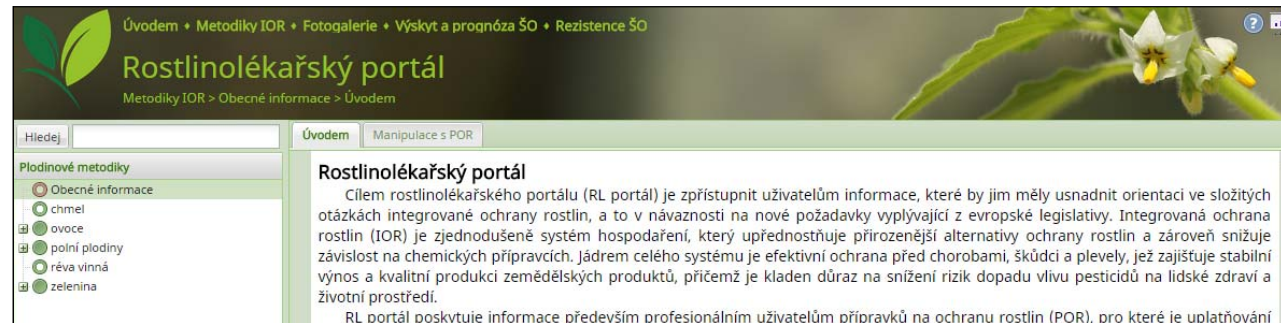 Úvodem • Metodiky IOR • Fotogalerie • Výskyt a prognóza ŠO • Rezistence ŠO
Rostlinolékařský portál
Metodiky IOR > Obecné informace > Úvodem
Hledej
Úvodem
Manipulace s POR
Plodinové metodiky
Obecné informace
chmel
ovoce
polní plodiny
réva vinná
zelenina
Rostlinolékařský portál
Cílem rostlinolékařského portálu (RL portál) je zpřístupnit uživatelům informace, které by jim měly usnadnit orientaci ve složitých
otázkách integrované ochrany rostlin, a to v návaznosti na nové požadavky vyplývající z evropské legislativy. Integrovaná ochrana
rostlin (IOR) je zjednodušeně systém hospodaření, který upřednostňuje přirozenější alternativy ochrany rostlin a zároveň snižuje
závislost na chemických přípravcích. Jádrem celého systému je efektivní ochrana před chorobami, škůdci a plevely, jež zajišťuje stabilní
výnos a kvalitní produkci zemědělských produktů, přičemž je kladen důraz na snížení rizik dopadu vlivu pesticidů na lidské zdraví a
životní prostředí.
RL portál poskytuje informace především profesionálním uživatelům přípravků na ochranu rostlin (POR), pro které je uplatňování